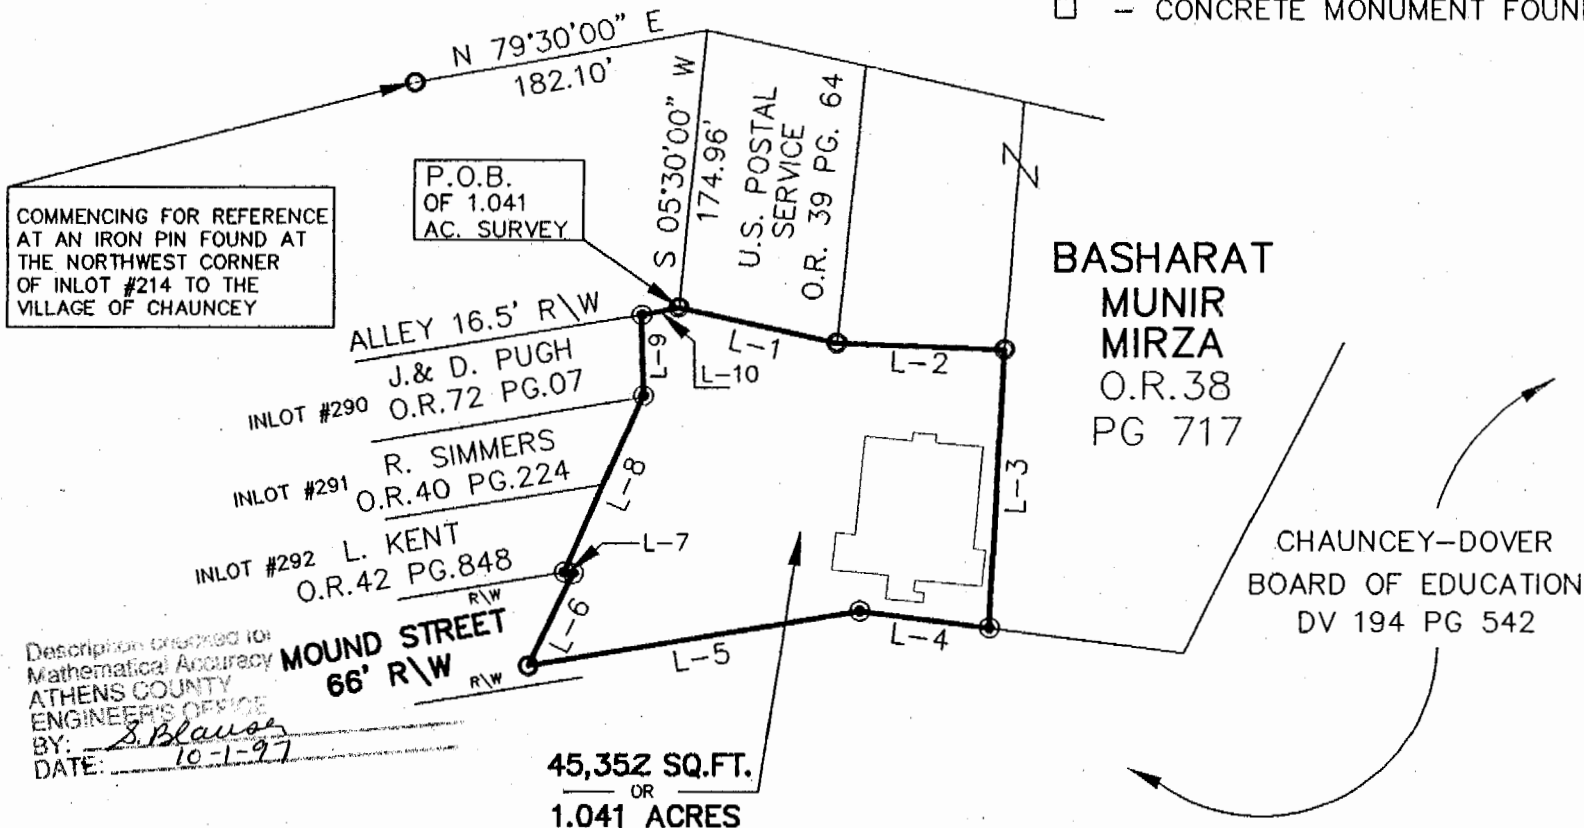 □ - CONCRETE MONUMENT FOUN
N 79°30'00" E
182.10'
S 05°30'00" W
174.96'
U.S. POSTAL
SERVICE
O.R. 39 PG. 64
P.O.B.
OF 1.041
AC. SURVEY
COMMENCING FOR REFERENCE
AT AN IRON PIN FOUND AT
THE NORTHWEST CORNER
OF INLOT #214 TO THE
VILLAGE OF CHAUNCEY
BASHARAT
MUNIR
MIRZA
O.R.38
PG 717
ALLEY 16.5' R\W
J.& D. PUGH
INLOT #290 O.R.72 PG.07
R. SIMMERS
INLOT #291 O.R.40 PG.224
INLOT #292 L. KENT
O.R.42 PG.848
R\W
MOUND STREET
66' R\W
R\W
L-1
L-2
L-3
L-4
L-5
L-6
L-7
L-8
L-9
L-10
CHAUNCEY-DOVER
BOARD OF EDUCATION
DV 194 PG 542
Description checked for
Mathematical Accuracy
ATHENS COUNTY
ENGINEER'S OFFICE
BY: S. Blauser
DATE: 10-1-97
45,352 SQ.FT.
OR
1.041 ACRES